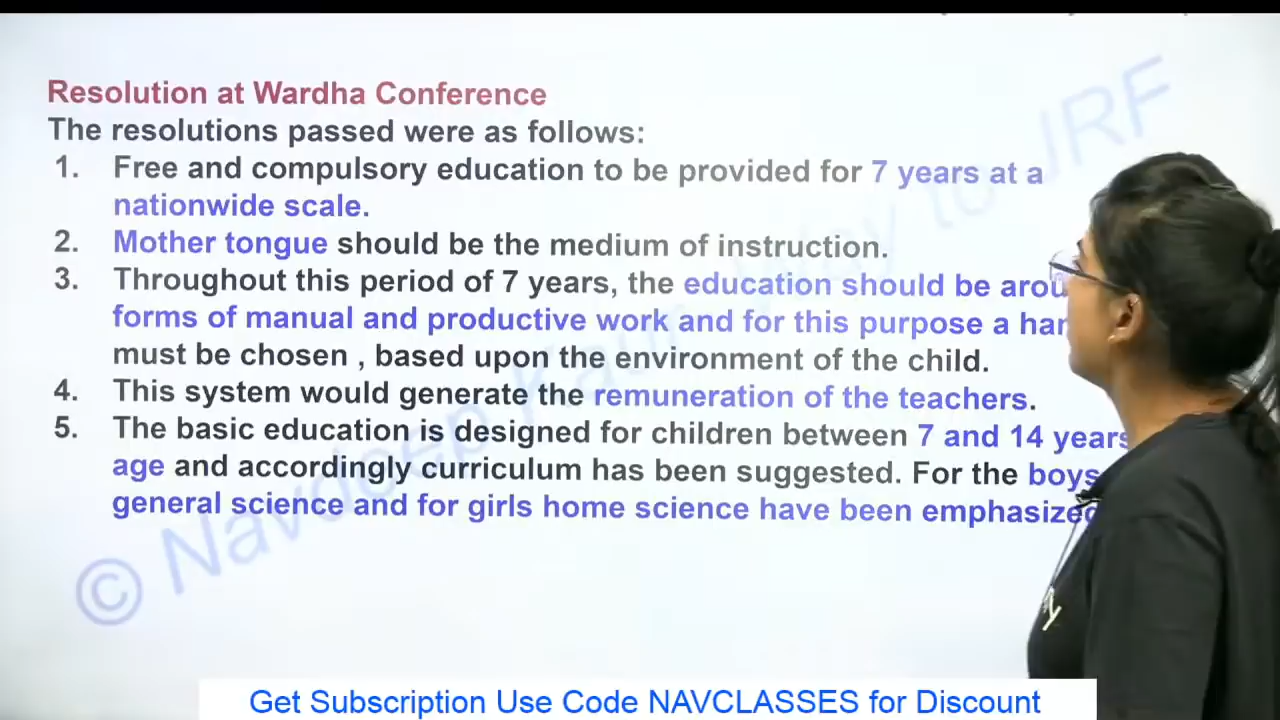 Resolution at Wardha Conference
The resolutions passed were as follows:
1. Free and compulsory education to be provided for 7 years at a
nationwide scale.
2. Mother tongue should be the medium of instruction.
3. Throughout this period of 7 years, the education should be
forms of manual and productive work and for this purpose a
must be chosen , based upon the environment of the child.
4. This system would generate the remuneration of the teachers.
5. The basic education is designed for children between 7 and 14 years
age and accordingly curriculum has been suggested. For the boys
general science and for girls home science have been emphasized
© Navdeep Kaur to JRF
Get Subscription Use Code NAVCLASSES for Discount